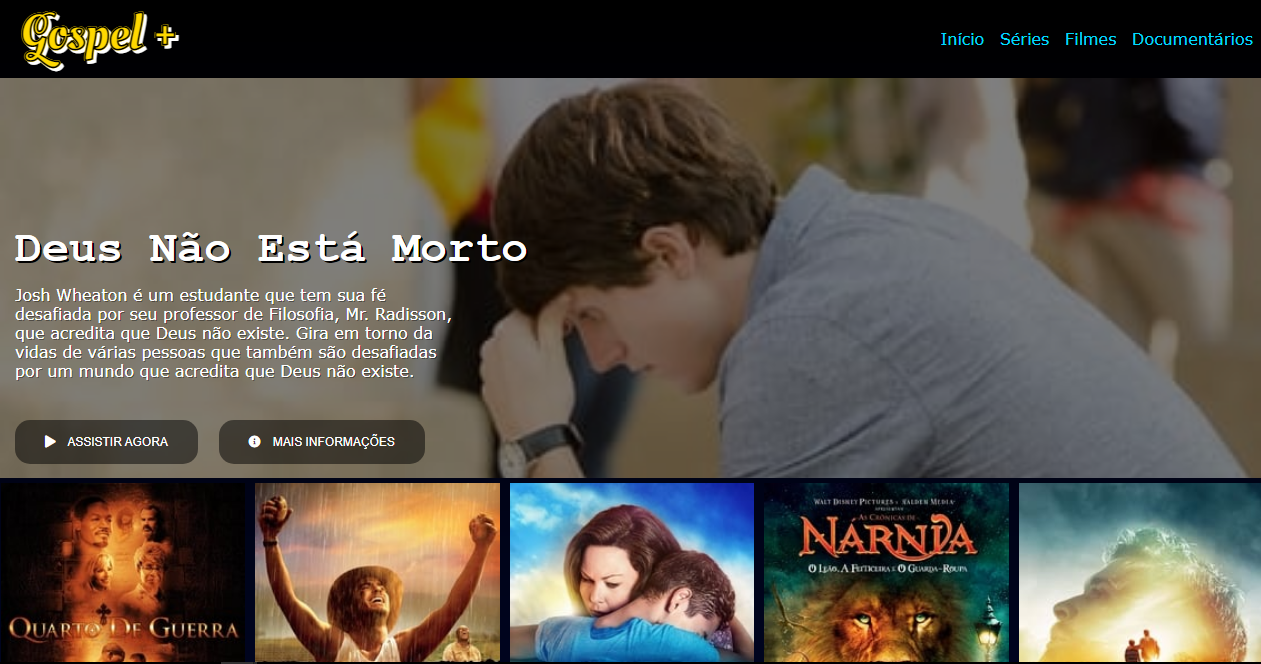 Gospel +
Início Séries Filmes Documentários
Deus Não Está Morto
Josh Wheaton é um estudante que tem sua fé
desafiada por seu professor de Filosofia, Mr. Radisson,
que acredita que Deus não existe. Gira em torno da
vidas de várias pessoas que também são desafiadas
por um mundo que acredita que Deus não existe.
ASSISTIR AGORA MAIS INFORMAÇÕES
QUARTO DE GUERRA
WALT DISNEY PICTURES WALDEN MEDIA
APRESENTAM
AS CRÔNICAS DE
NÁRNIA
O LEÃO, A FEITICEIRA E O GUARDA-ROUPA